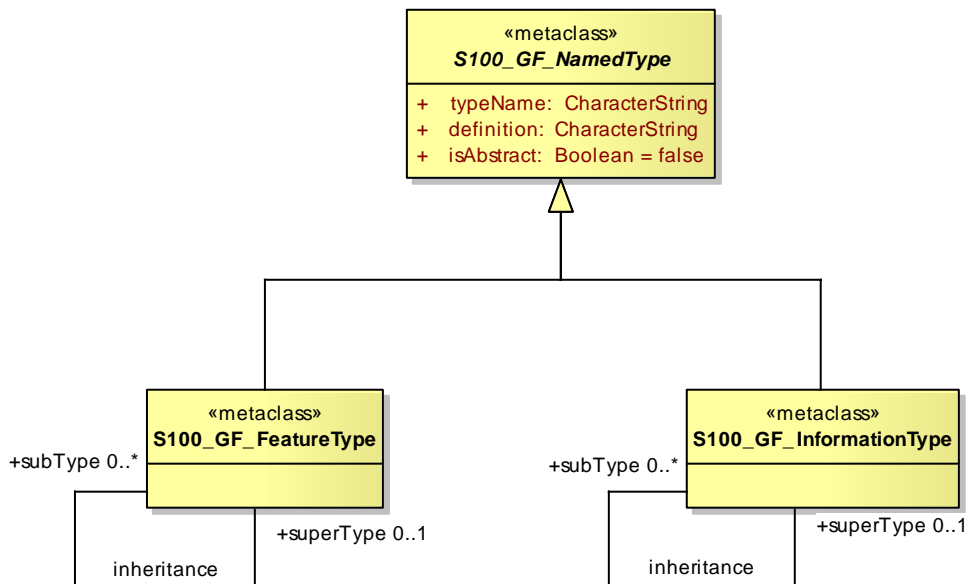 «metaclass»
S100_GF_NamedType
+ typeName: CharacterString
+ definition: CharacterString
+ isAbstract: Boolean = false
«metaclass»
S100_GF_FeatureType
«metaclass»
S100_GF_InformationType
+subType 0..*
+superType 0..1
inheritance
+subType 0..*
+superType 0..1
inheritance